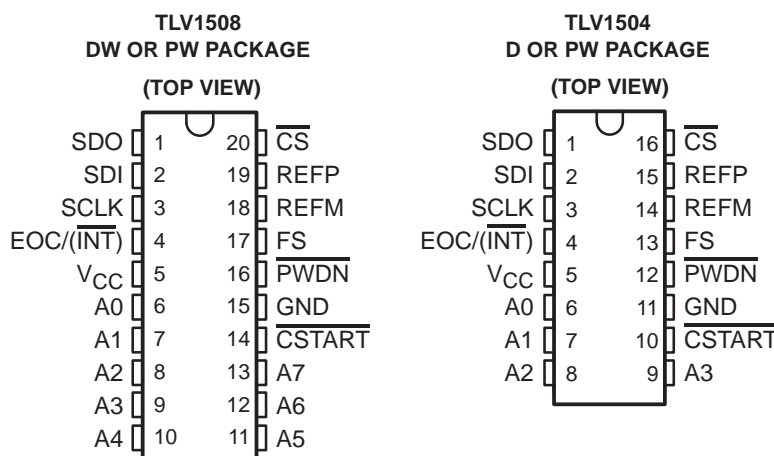 TLV1508
DW OR PW PACKAGE
(TOP VIEW)
SDO 1 20 CS
SDI 2 19 REFP
SCLK 3 18 REFM
EOC/(INT) 4 17 FS
VCC 5 16 PWDN
A0 6 15 GND
A1 7 14 CSTART
A2 8 13 A7
A3 9 12 A6
A4 10 11 A5
TLV1504
D OR PW PACKAGE
(TOP VIEW)
SDO 1 16 CS
SDI 2 15 REFP
SCLK 3 14 REFM
EOC/(INT) 4 13 FS
VCC 5 12 PWDN
A0 6 11 GND
A1 7 10 CSTART
A2 8 9 A3